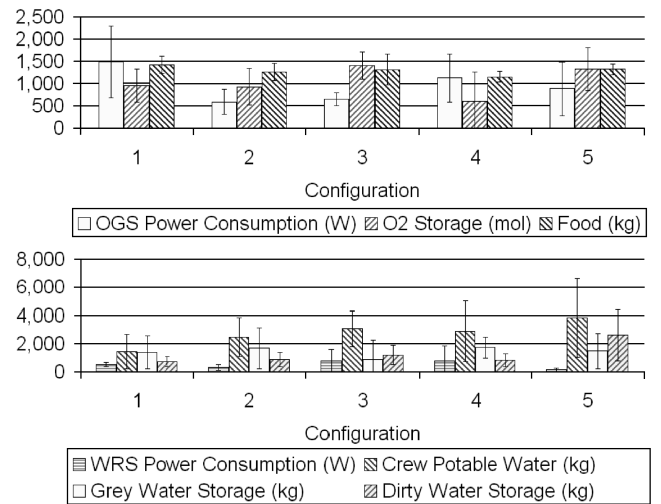 2,500
2,000
1,500
1,000
500
0
1 2 3 4 5
Configuration
OGS Power Consumption (W) O2 Storage (mol) Food (kg)
8,000
6,000
4,000
2,000
0
1 2 3 4 5
Configuration
WRS Power Consumption (W) Crew Potable Water (kg)
Grey Water Storage (kg) Dirty Water Storage (kg)